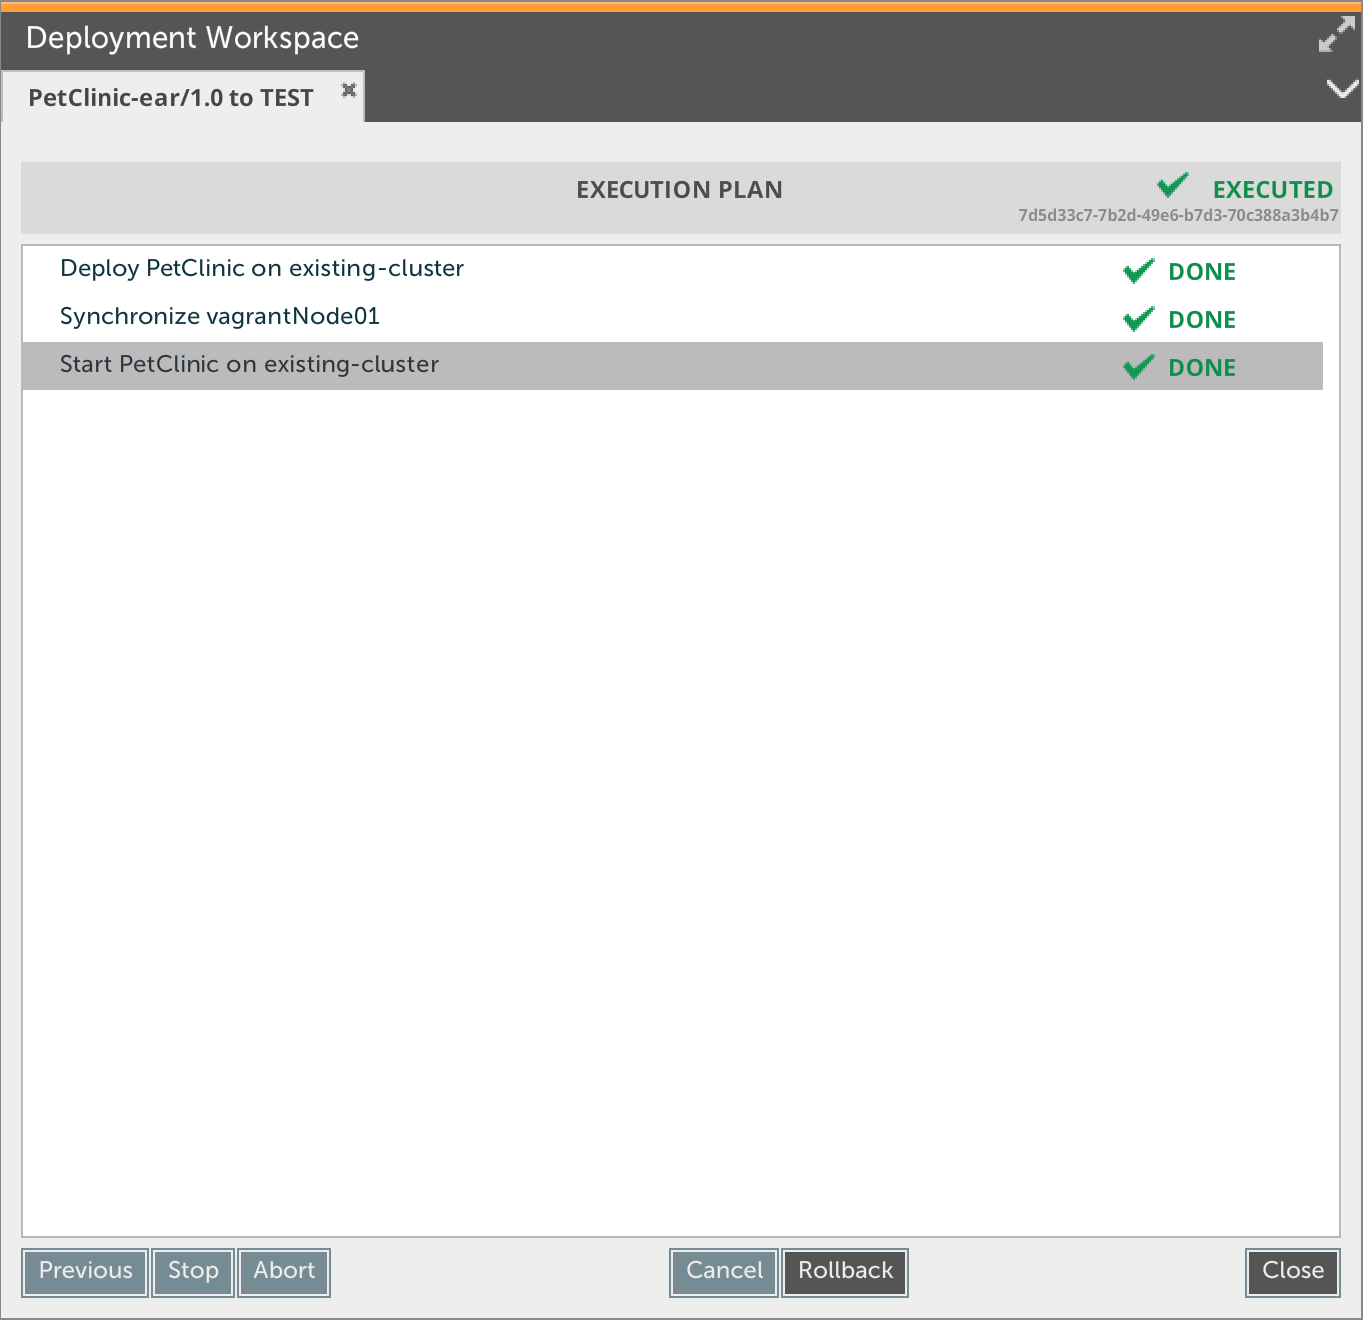 Deployment Workspace
PetClinic-ear/1.0 to TEST
EXECUTION PLAN
EXECUTED
7d5d33c7-7b2d-49e6-b7d3-70c388a3b4b7
Deploy PetClinic on existing-cluster DONE
Synchronize vagrantNode01 DONE
Start PetClinic on existing-cluster DONE
Previous Stop Abort Cancel Rollback Close